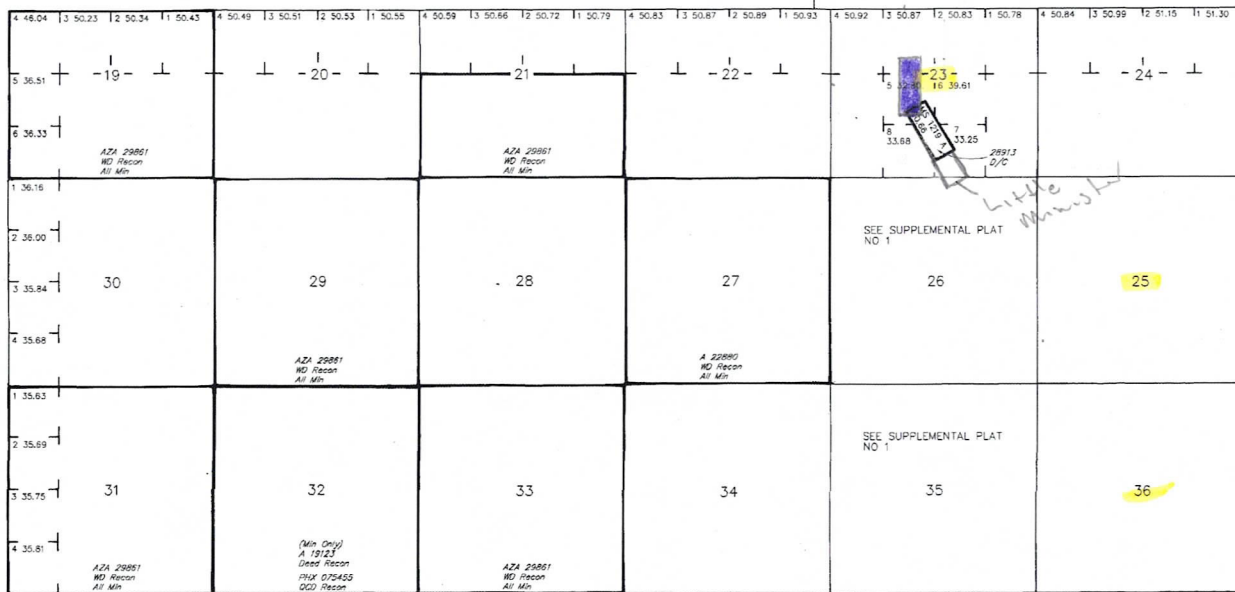 4 46.04 3 50.23 2 50.34 1 50.43 4 50.49 3 50.51 2 50.53 1 50.55 4 50.59 3 50.66 2 50.72 1 50.79 4 50.83 3 50.87 2 50.89 1 50.93 4 50.92 3 50.87 2 50.83 1 50.78 4 50.84 3 50.99 2 51.15 1 51.30
-19- -20- 21 -22- -23- -24-
5 36.51
6 39.61
6 36.33
MS 1219 A
8 33.68
7 33.25
28913
D/C
AZA 29861
WD Recon
All Min
AZA 29861
WD Recon
All Min
Little
1 36.16
2 36.00
SEE SUPPLEMENTAL PLAT
NO 1
3 35.84 30 29 28 27 26 25
4 35.68
AZA 29861
WD Recon
All Min
A 22880
WD Recon
All Min
1 35.63
2 35.69
SEE SUPPLEMENTAL PLAT
NO 1
3 35.75 31 32 33 34 35 36
4 35.81
AZA 29861
WD Recon
All Min
(Min Only)
A 19123
Deed Recon
PHX 075455
QCD Recon
AZA 29861
WD Recon
All Min